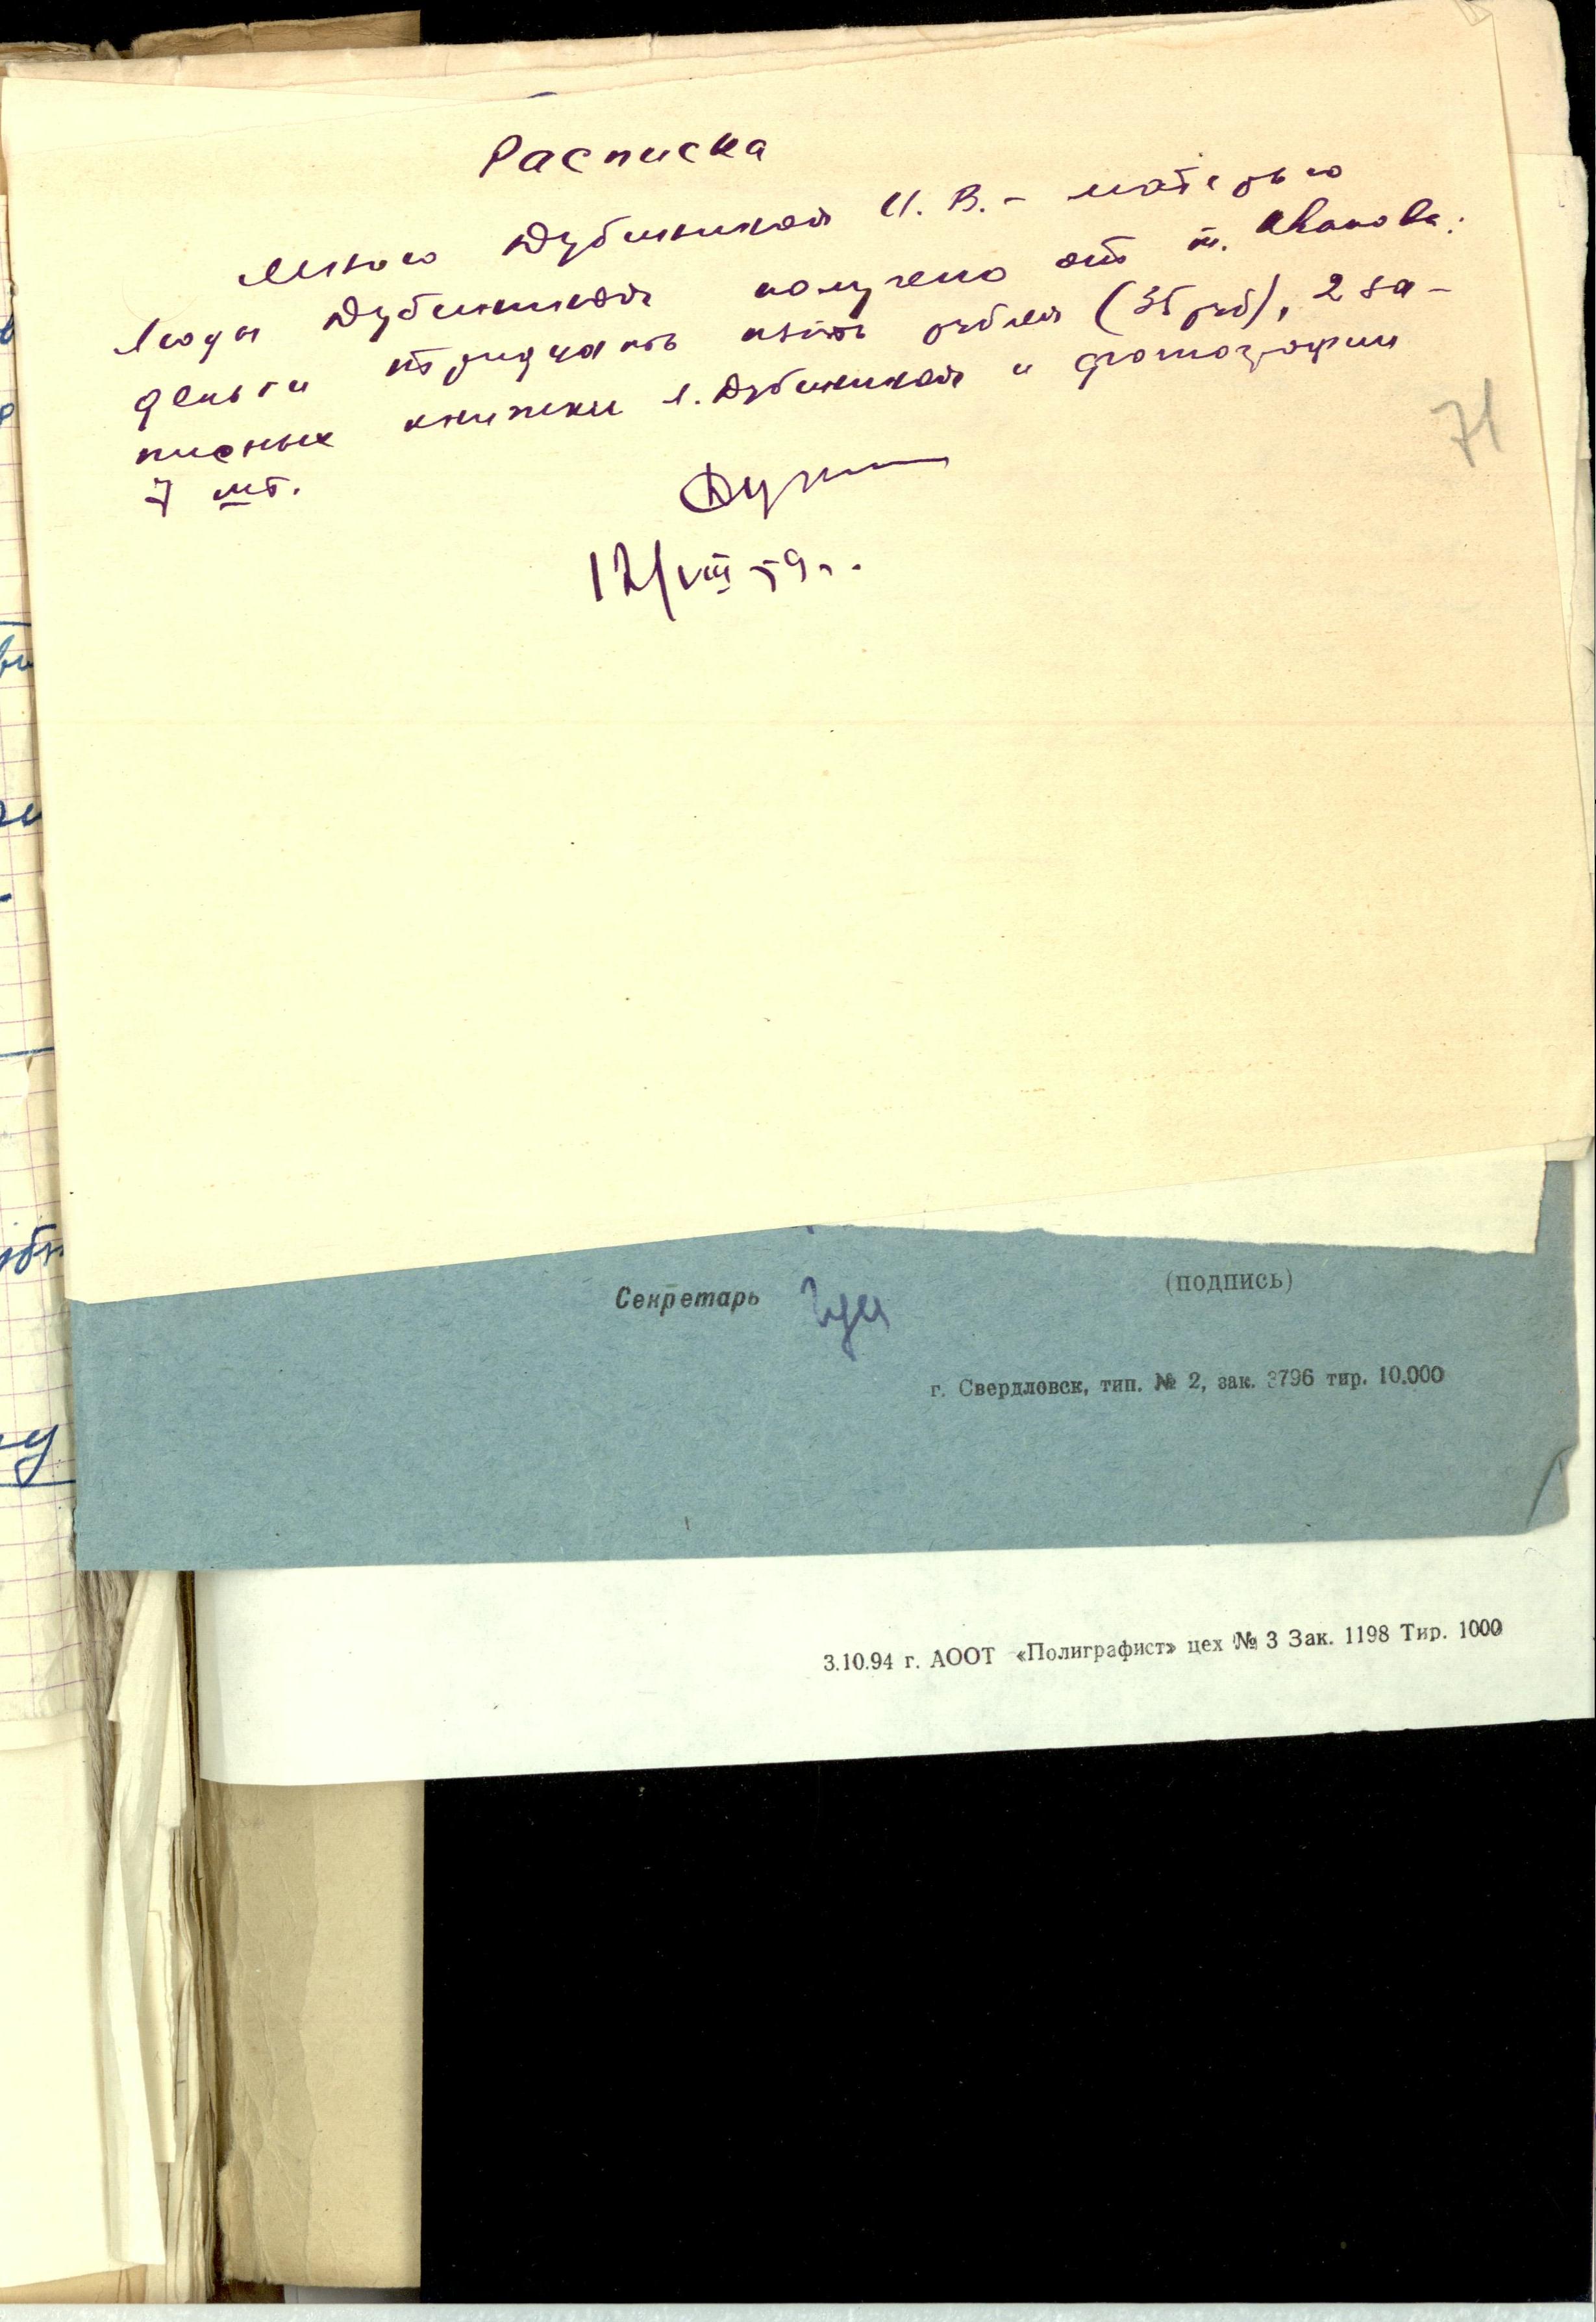 Расписка
Мною Дубининой И. В. - матерью
Люды Дубининой получено от т. Иванова:
деньги тридцать пять рублей (35 руб), 2 за-
писных книжки Л. Дубининой и фотографии
7 шт.
12/VIII-59 г.
71
Секретарь
(подпись)
г. Свердловск, тип. № 2, зак. 3796 тир. 10.000
3.10.94 г. АООТ «Полиграфист» цех № 3 Зак. 1198 Тир. 1000